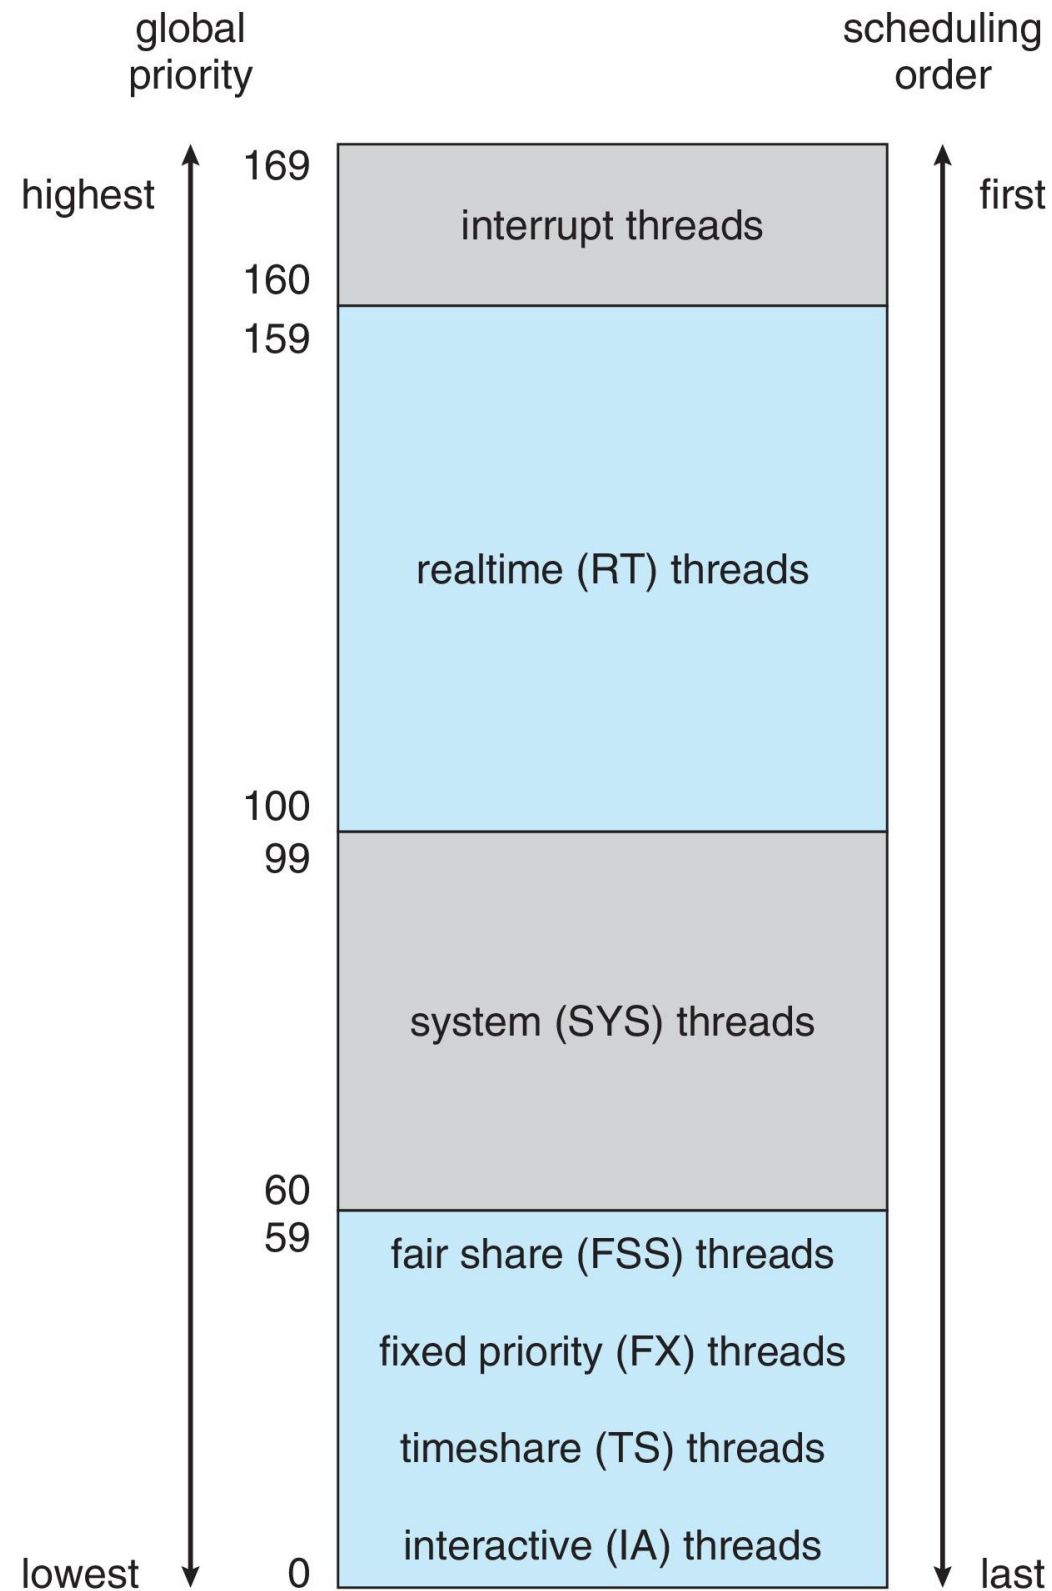 global
priority
scheduling
order
highest
169
interrupt threads
first
160
159
realtime (RT) threads
100
99
system (SYS) threads
60
59
fair share (FSS) threads
fixed priority (FX) threads
timeshare (TS) threads
interactive (IA) threads
lowest
0
last